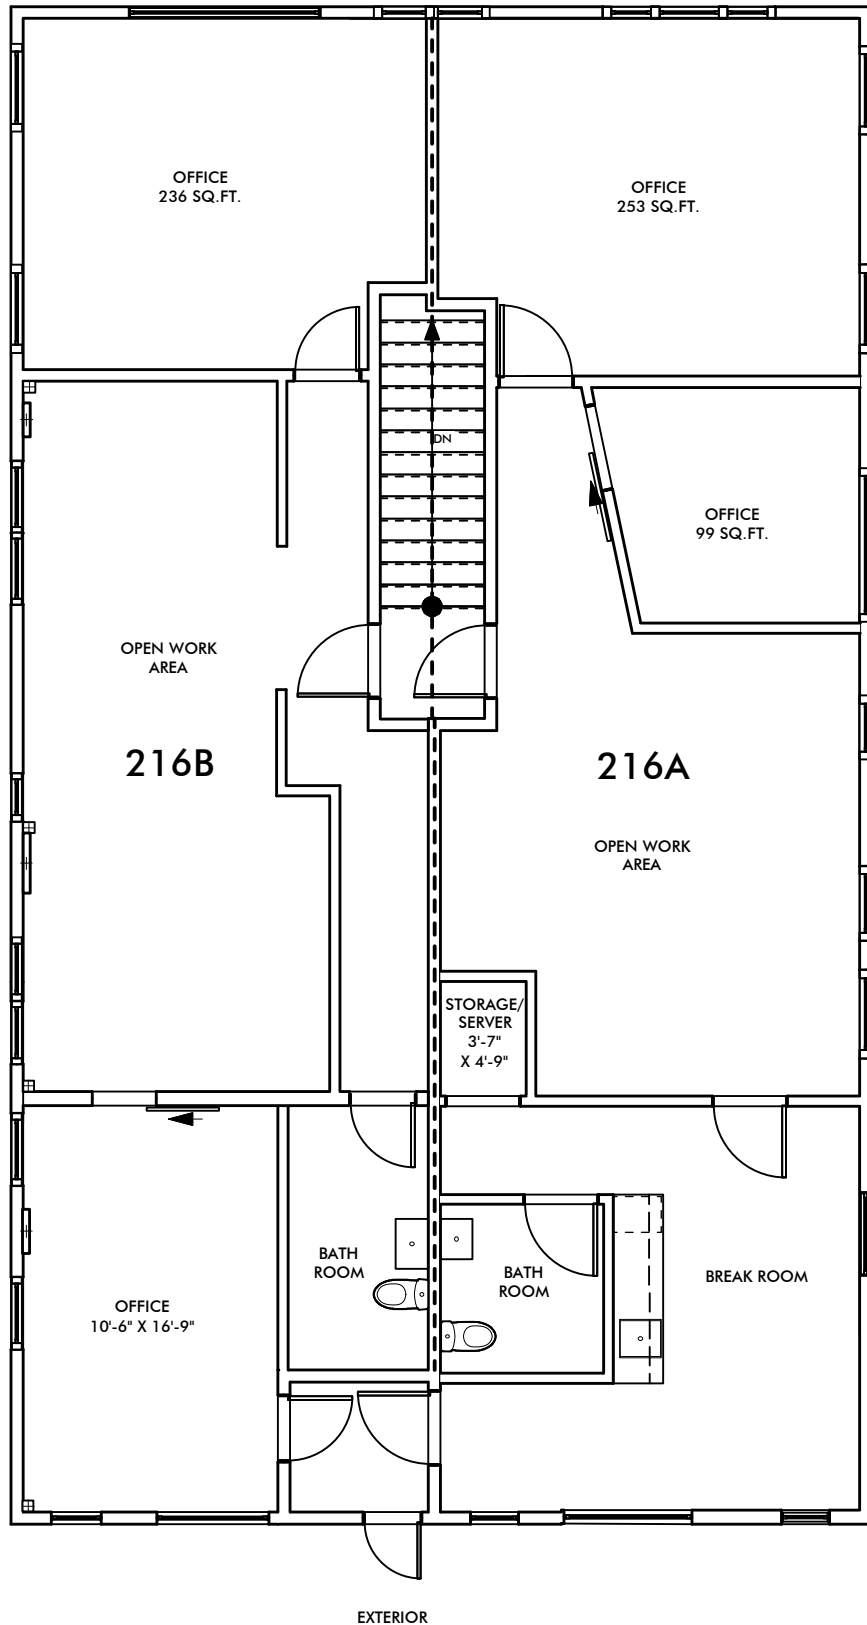 OFFICE
236 SQ.FT.
OFFICE
253 SQ.FT.
DN
OFFICE
99 SQ.FT.
OPEN WORK
AREA
216B
216A
OPEN WORK
AREA
STORAGE/
SERVER
3'-7"
X 4'-9"
BATH
ROOM
BATH
ROOM
BREAK ROOM
OFFICE
10'-6" X 16'-9"
EXTERIOR